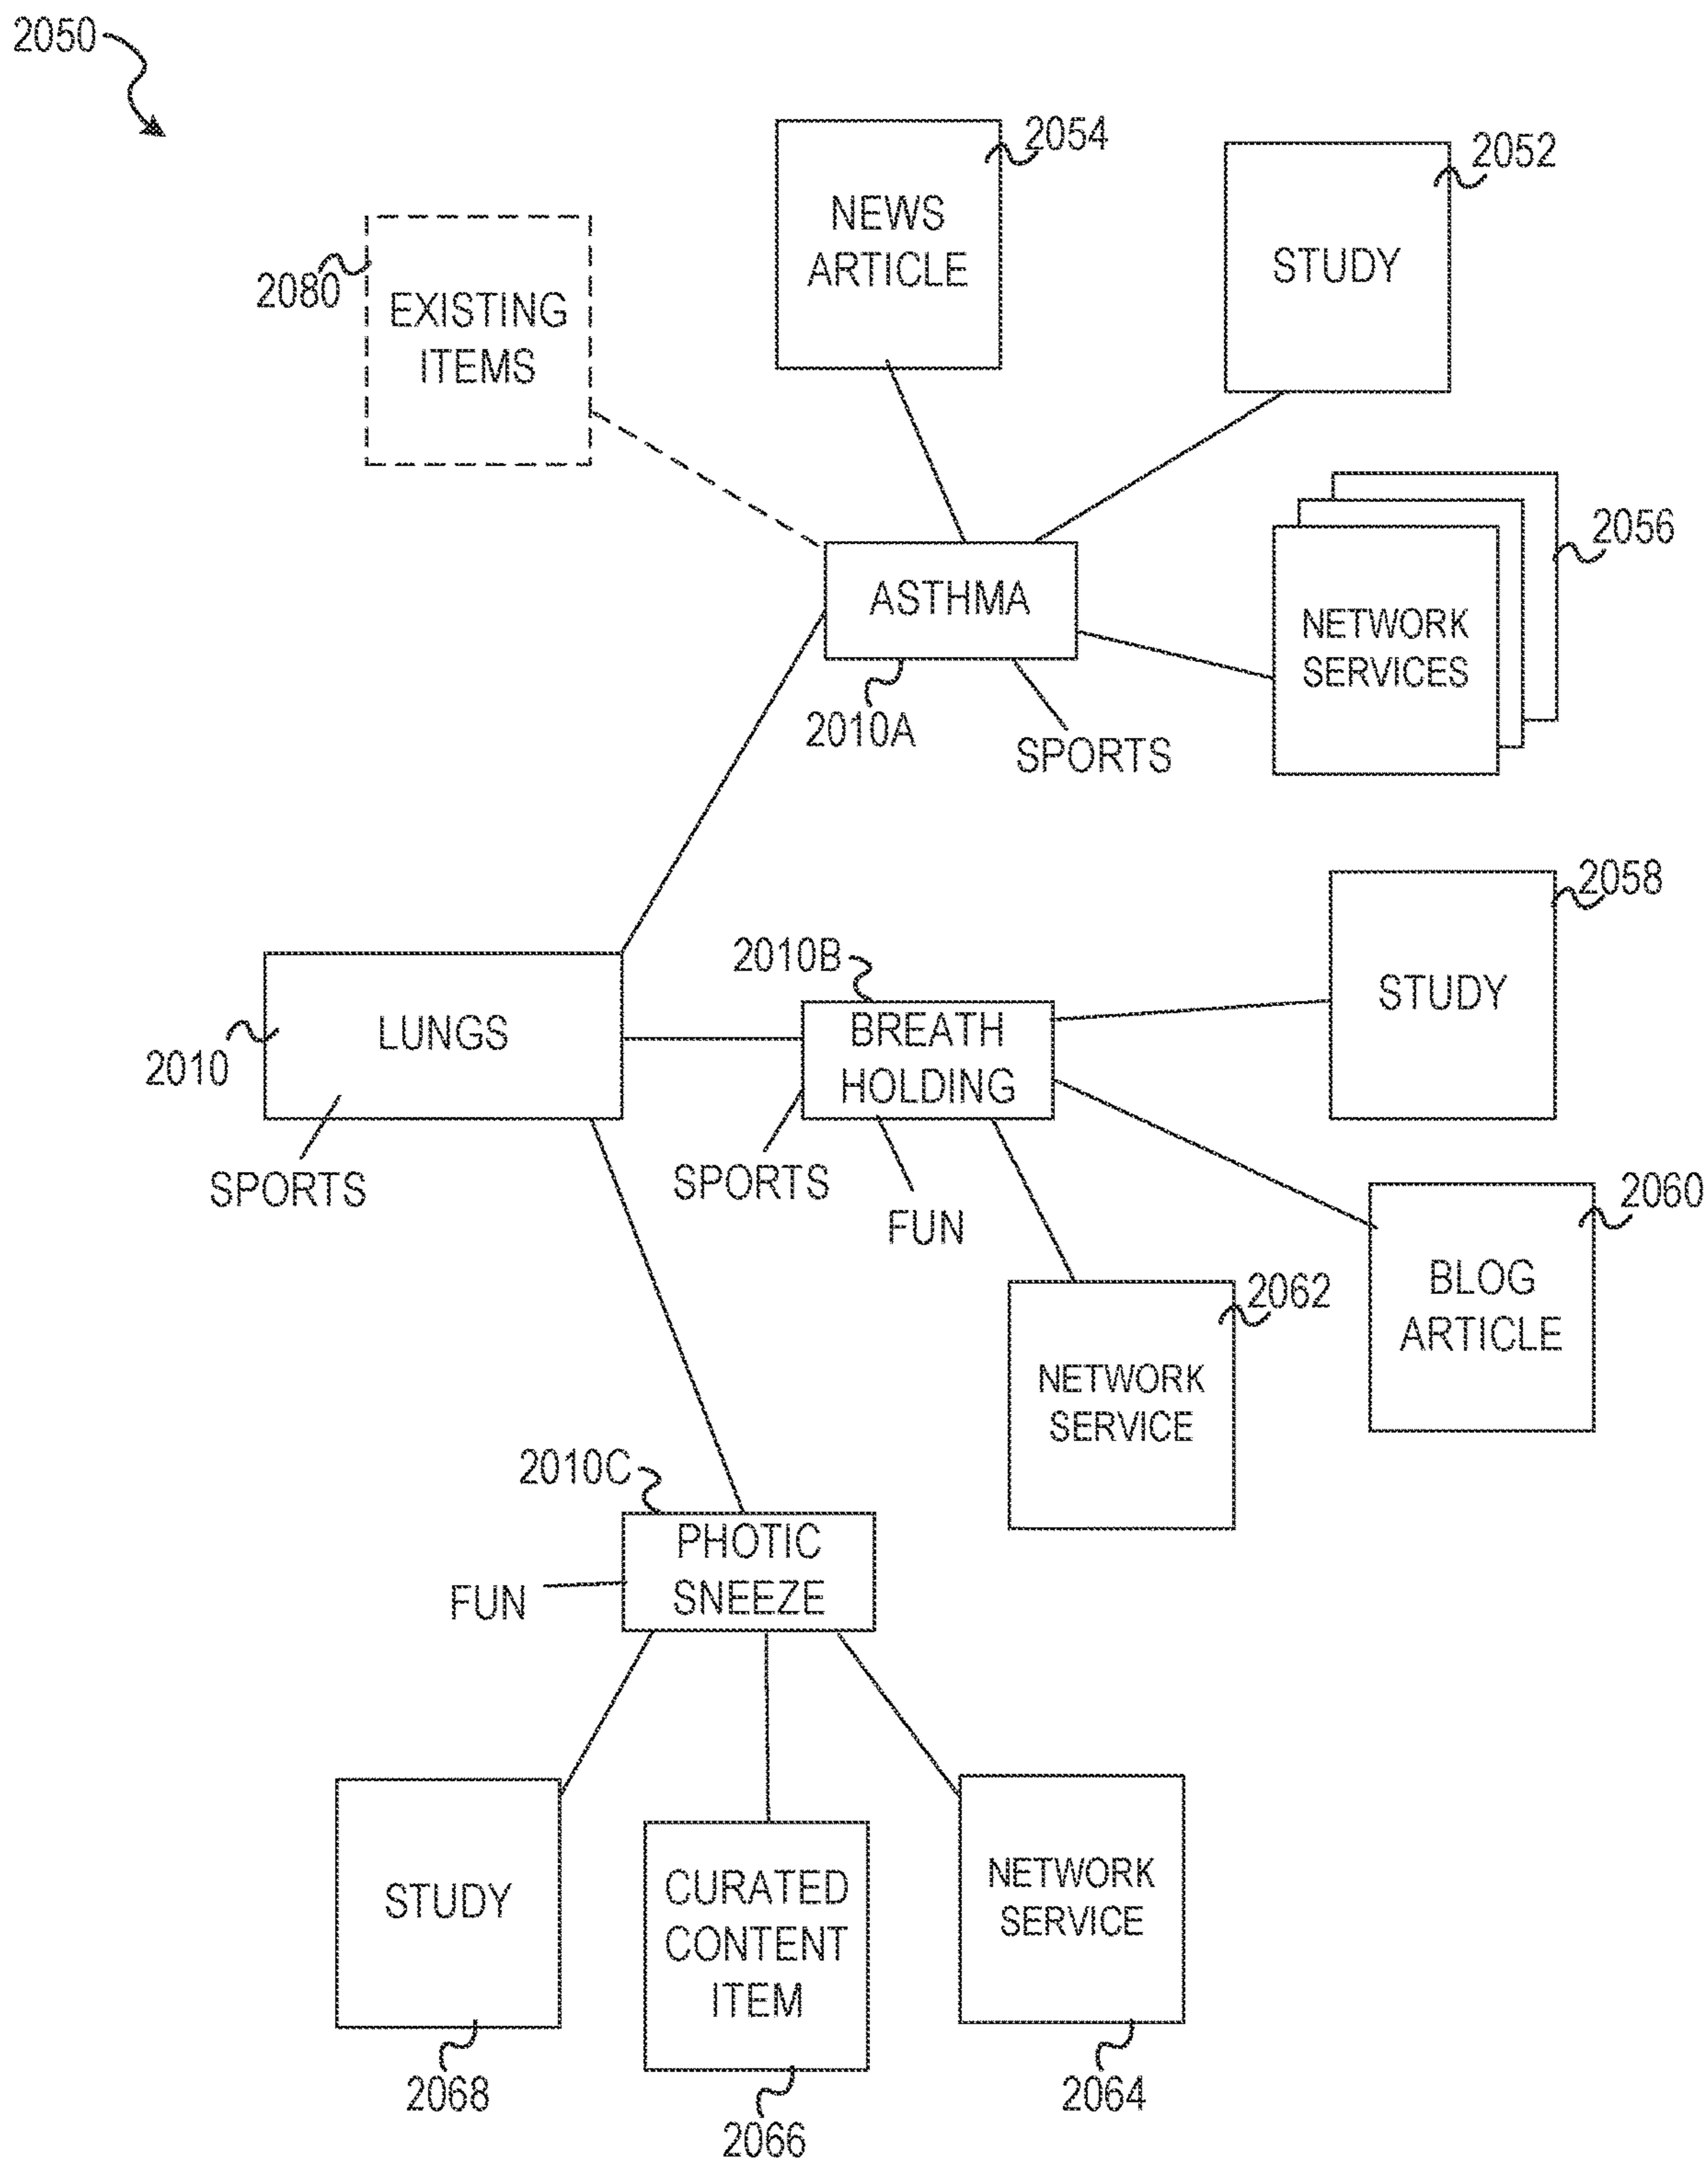 2050
2054
NEWS
ARTICLE
2052
STUDY
2080
EXISTING
ITEMS
2056
NETWORK
SERVICES
ASTHMA
2010A
SPORTS
2058
STUDY
2010B
BREATH
HOLDING
LUNGS
2010
SPORTS
SPORTS
FUN
2060
BLOG
ARTICLE
2062
NETWORK
SERVICE
2010C
PHOTIC
SNEEZE
FUN
STUDY
2068
CURATED
CONTENT
ITEM
2066
NETWORK
SERVICE
2064